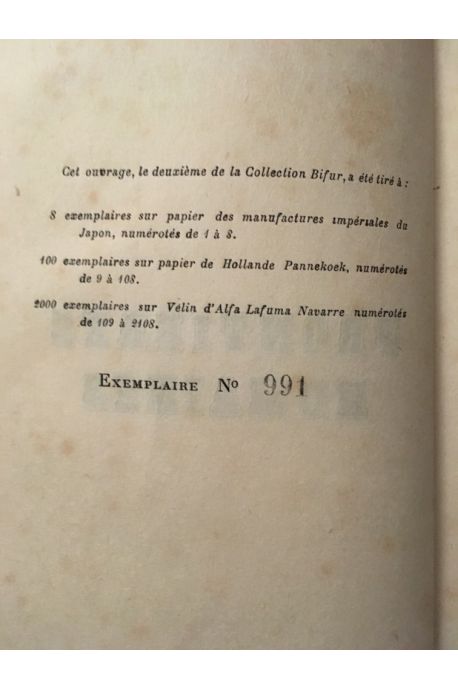 Cet ouvrage, le deuxième de la Collection Bifur, a été tiré à :
8 exemplaires sur papier des manufactures impériales du
Japon, numérotés de 1 à 8.
100 exemplaires sur papier de Hollande Pannekoek, numérotés
de 9 à 108.
2000 exemplaires sur Vélin d'Alfa Lafuma Navarre numérotés
de 109 à 2108.
EXEMPLAIRE No 991